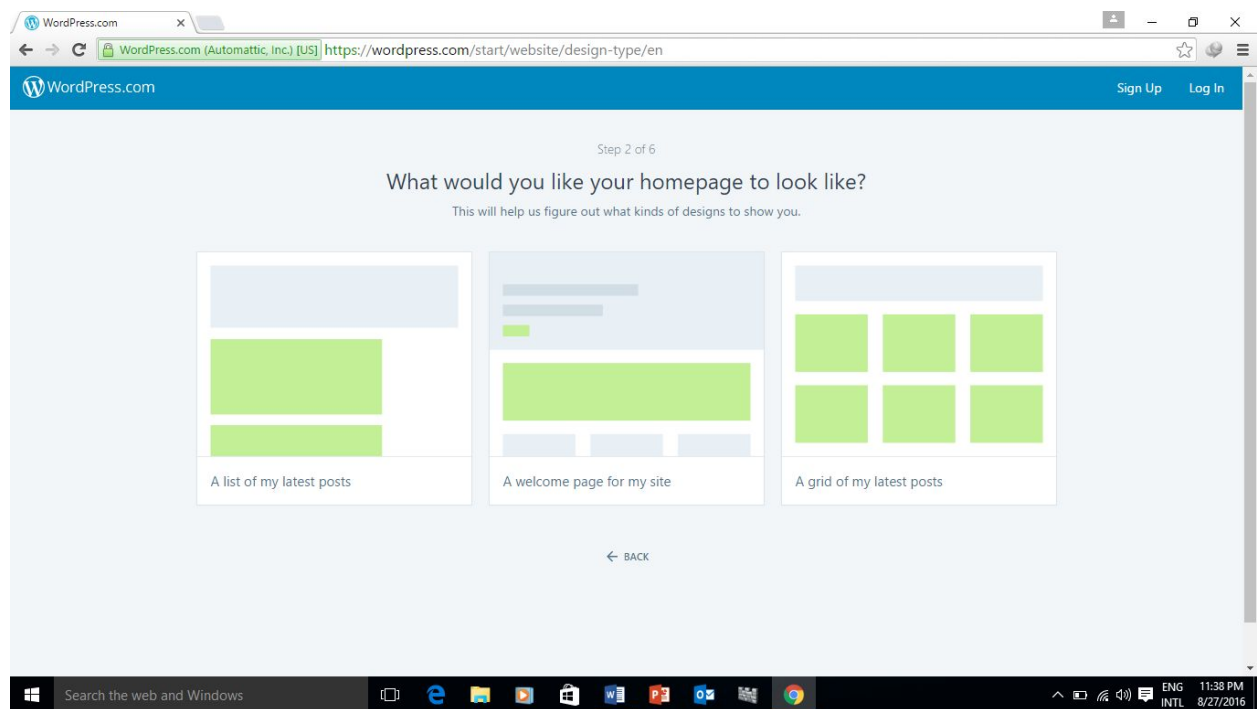 WordPress.com
WordPress.com (Automattic, Inc.) [US] https://wordpress.com/start/website/design-type/en
WordPress.com
Sign Up Log In
Step 2 of 6
What would you like your homepage to look like?
This will help us figure out what kinds of designs to show you.
A list of my latest posts
A welcome page for my site
A grid of my latest posts
← BACK
Search the web and Windows
ENG 11:38 PM
INTL 8/27/2016